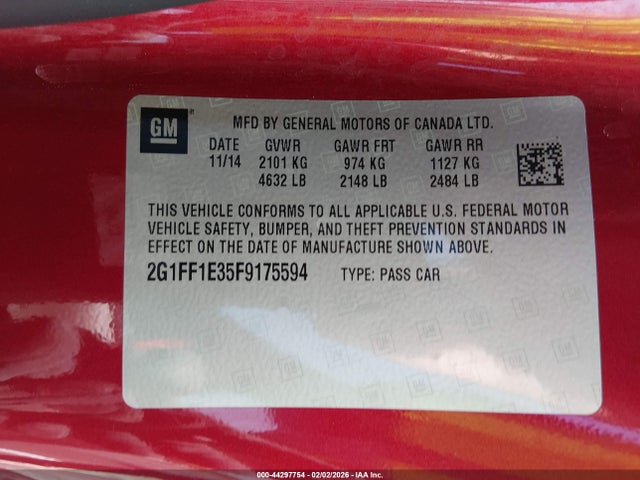 GM
MFD BY GENERAL MOTORS OF CANADA LTD.
DATE GVWR GAWR FRT GAWR RR
11/14 2101 KG 974 KG 1127 KG
4632 LB 2148 LB 2484 LB
THIS VEHICLE CONFORMS TO ALL APPLICABLE U.S. FEDERAL MOTOR
VEHICLE SAFETY, BUMPER, AND THEFT PREVENTION STANDARDS IN
EFFECT ON THE DATE OF MANUFACTURE SHOWN ABOVE.
2G1FF1E35F9175594 TYPE: PASS CAR
000-44297754 - 02/02/2026 - IAA Inc.